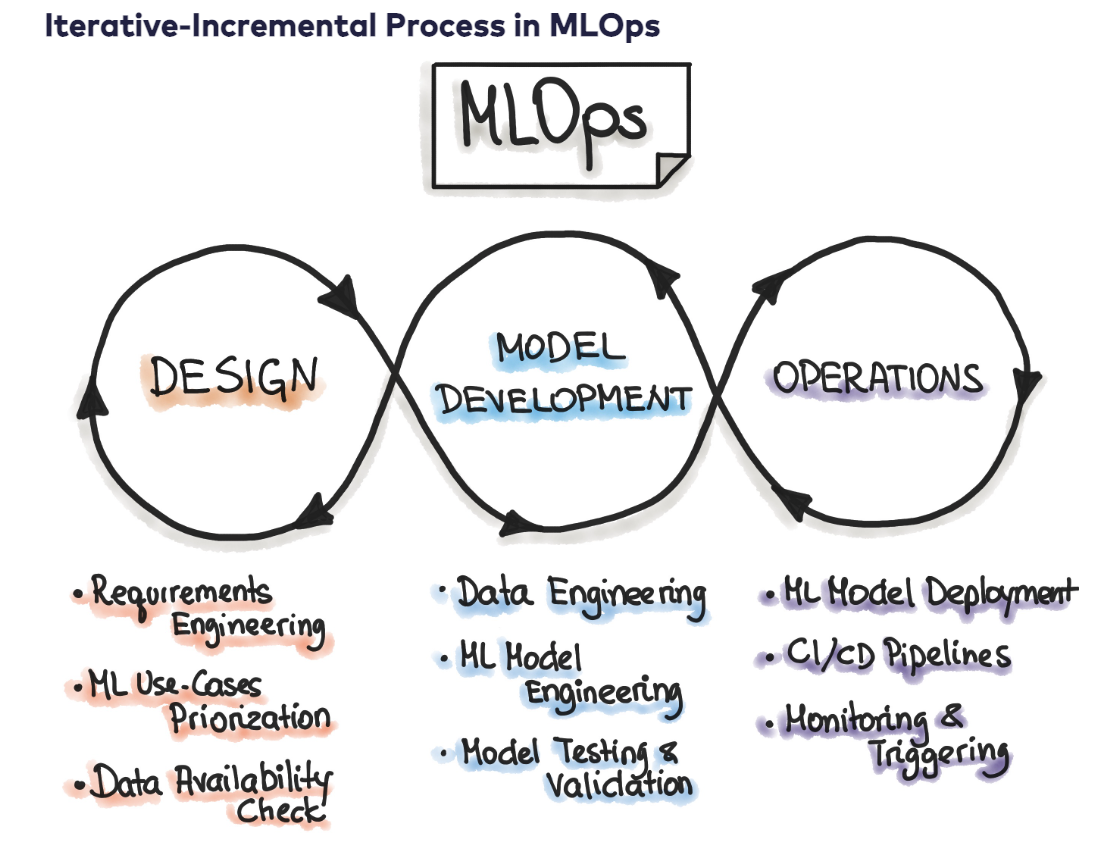 Iterative-Incremental Process in MLOps
MLOps
DESIGN
MODEL
DEVELOPMENT
OPERATIONS
• Requirements
Engineering
• ML Use-Cases
Priorization
• Data Availability
Check
• Data Engineering
• ML Model
Engineering
• Model Testing &
Validation
• ML Model Deployment
• CI/CD Pipelines
• Monitoring &
Triggering